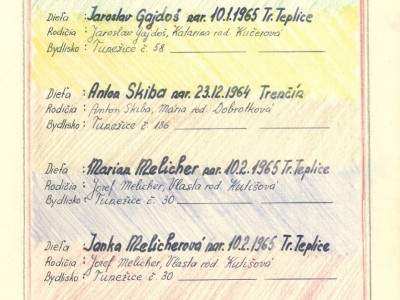 Dieťa : Jaroslav Gajdoš nar. 10.1.1965 Tr. Teplice
Rodičia : Jaroslav Gajdoš, Katarína rod. Kučerová
Bydlisko : Tunežice č. 58
Dieťa : Anton Skiba nar. 23.12.1964 Trenčín
Rodičia : Anton Skiba, Mária rod. Dobrotková
Bydlisko : Tunežice č. 136
Dieťa : Marian Melicher nar. 10.2.1965 Tr. Teplice
Rodičia : Jozef Melicher, Vlasta rod. Kulišová
Bydlisko : Tunežice č. 30
Dieťa : Janka Melicherová nar. 10.2.1965 Tr. Teplice
Rodičia : Jozef Melicher, Vlasta rod. Kulišová
Bydlisko : Tunežice č. 30